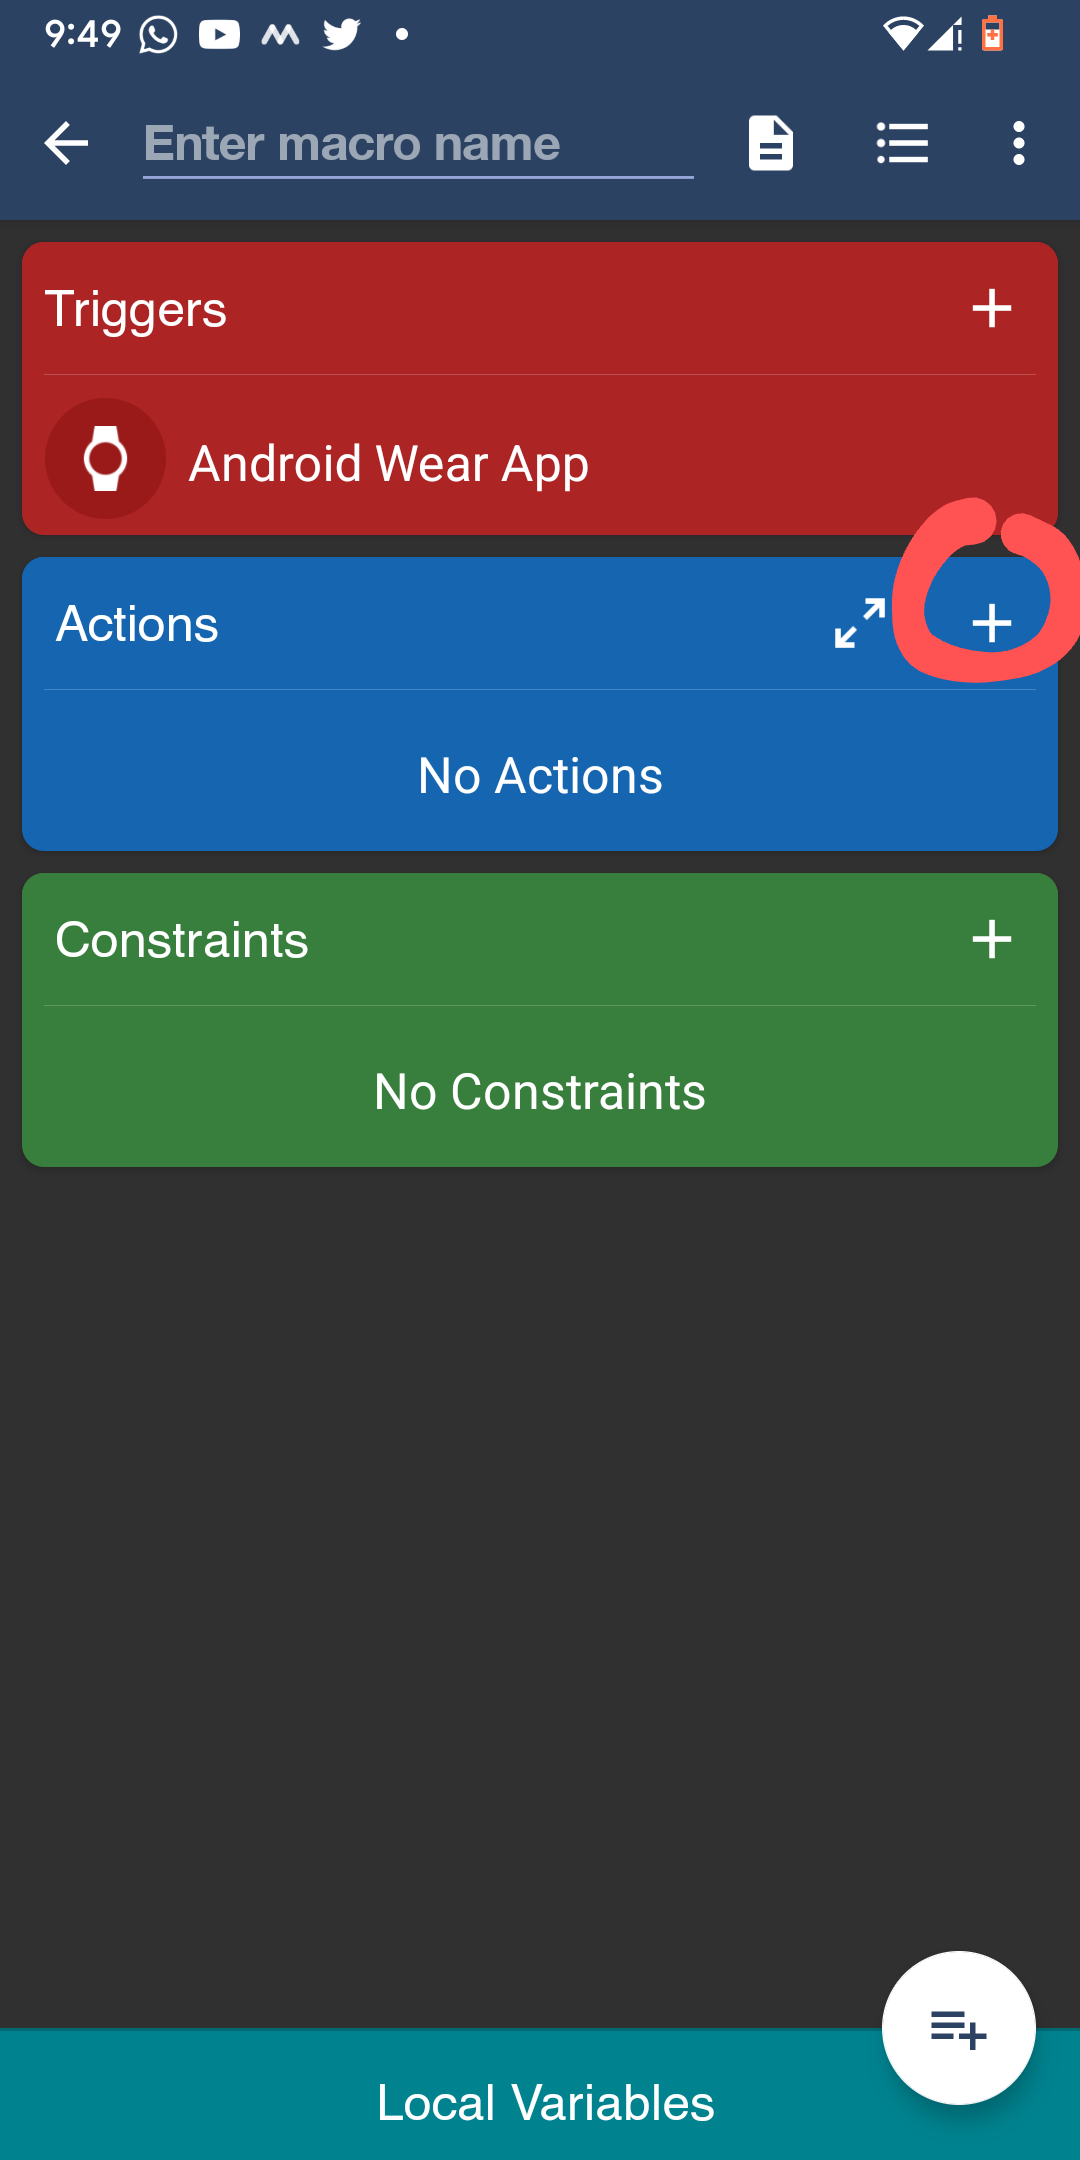 9:49
Enter macro name
Triggers
Android Wear App
Actions
No Actions
Constraints
No Constraints
Local Variables